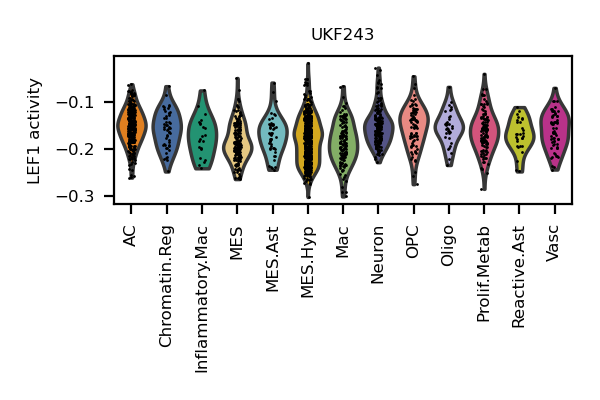 UKF243
LEF1 activity
−0.1
−0.2
−0.3
AC
Chromatin.Reg
Inflammatory.Mac
MES
MES.Ast
MES.Hyp
Mac
Neuron
OPC
Oligo
Prolif.Metab
Reactive.Ast
Vasc